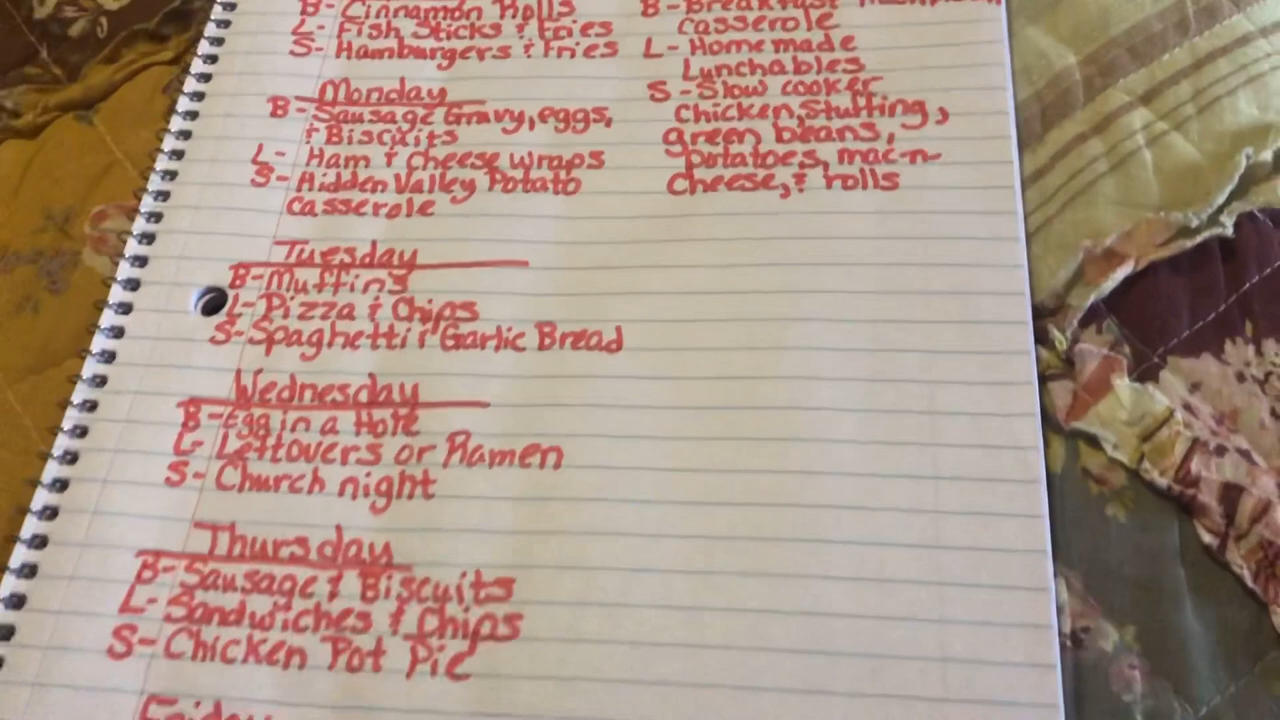 B- Cinnamon Rolls
L- Fish Sticks & Fries
S- Hamburgers & Fries
Monday
B- Sausage Gravy, eggs,
& Biscuits
L- Ham & Cheese wraps
S- Hidden Valley Potato
casserole
Tuesday
B- Muffins
L- Pizza & Chips
S- Spaghetti & Garlic Bread
Wednesday
B- Egg in a Hole
L- Leftovers or Ramen
S- Church night
Thursday
B- Sausage & Biscuits
L- Sandwiches & Chips
S- Chicken Pot Pie
Friday
B- Breakfast
casserole
L- Homemade
Lunchables
S- Slow cooker
Chicken, Stuffing,
green beans,
potatoes, mac-n-
cheese, & rolls